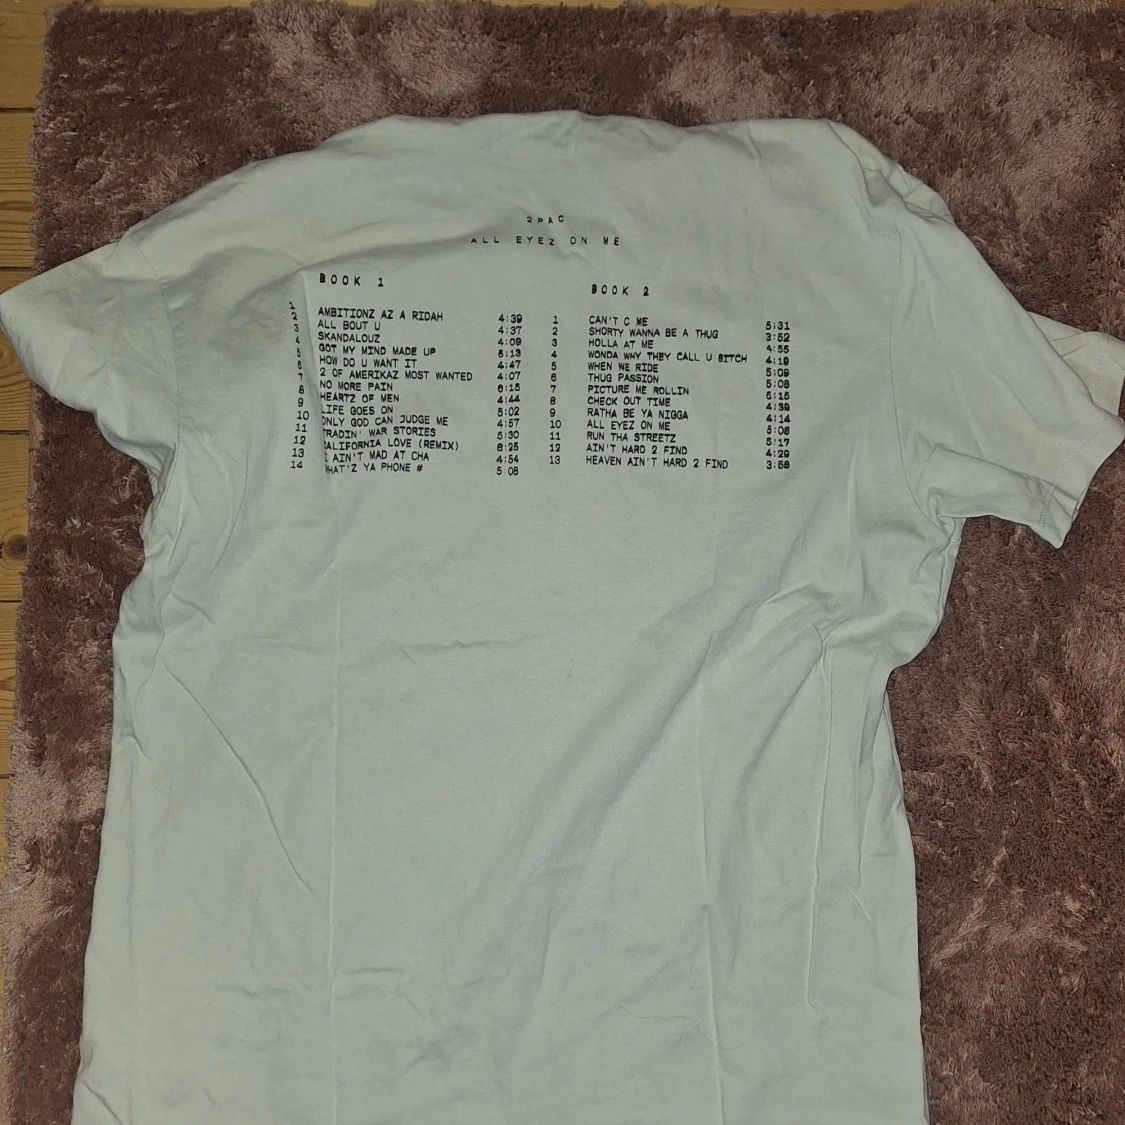 2PAC
ALL EYEZ ON ME
BOOK 1
1 AMBITIONZ AZ A RIDAH 4:39
2 ALL BOUT U 4:37
3 SKANDALOUZ 4:09
4 GOT MY MIND MADE UP 5:13
5 HOW DO U WANT IT 4:47
6 2 OF AMERIKAZ MOST WANTED 4:07
7 NO MORE PAIN 6:15
8 HEARTZ OF MEN 4:44
9 LIFE GOES ON 5:02
10 ONLY GOD CAN JUDGE ME 4:57
11 TRADIN' WAR STORIES 5:30
12 CALIFORNIA LOVE (REMIX) 6:25
13 I AIN'T MAD AT CHA 4:54
14 WHAT'Z YA PHONE # 5:08
BOOK 2
1 CAN'T C ME 5:31
2 SHORTY WANNA BE A THUG 3:52
3 HOLLA AT ME 4:55
4 WONDA WHY THEY CALL U BITCH 4:19
5 WHEN WE RIDE 5:09
6 THUG PASSION 5:08
7 PICTURE ME ROLLIN 5:15
8 CHECK OUT TIME 4:39
9 RATHA BE YA NIGGA 4:14
10 ALL EYEZ ON ME 5:08
11 RUN THA STREETZ 5:17
12 AIN'T HARD 2 FIND 4:29
13 HEAVEN AIN'T HARD 2 FIND 3:58